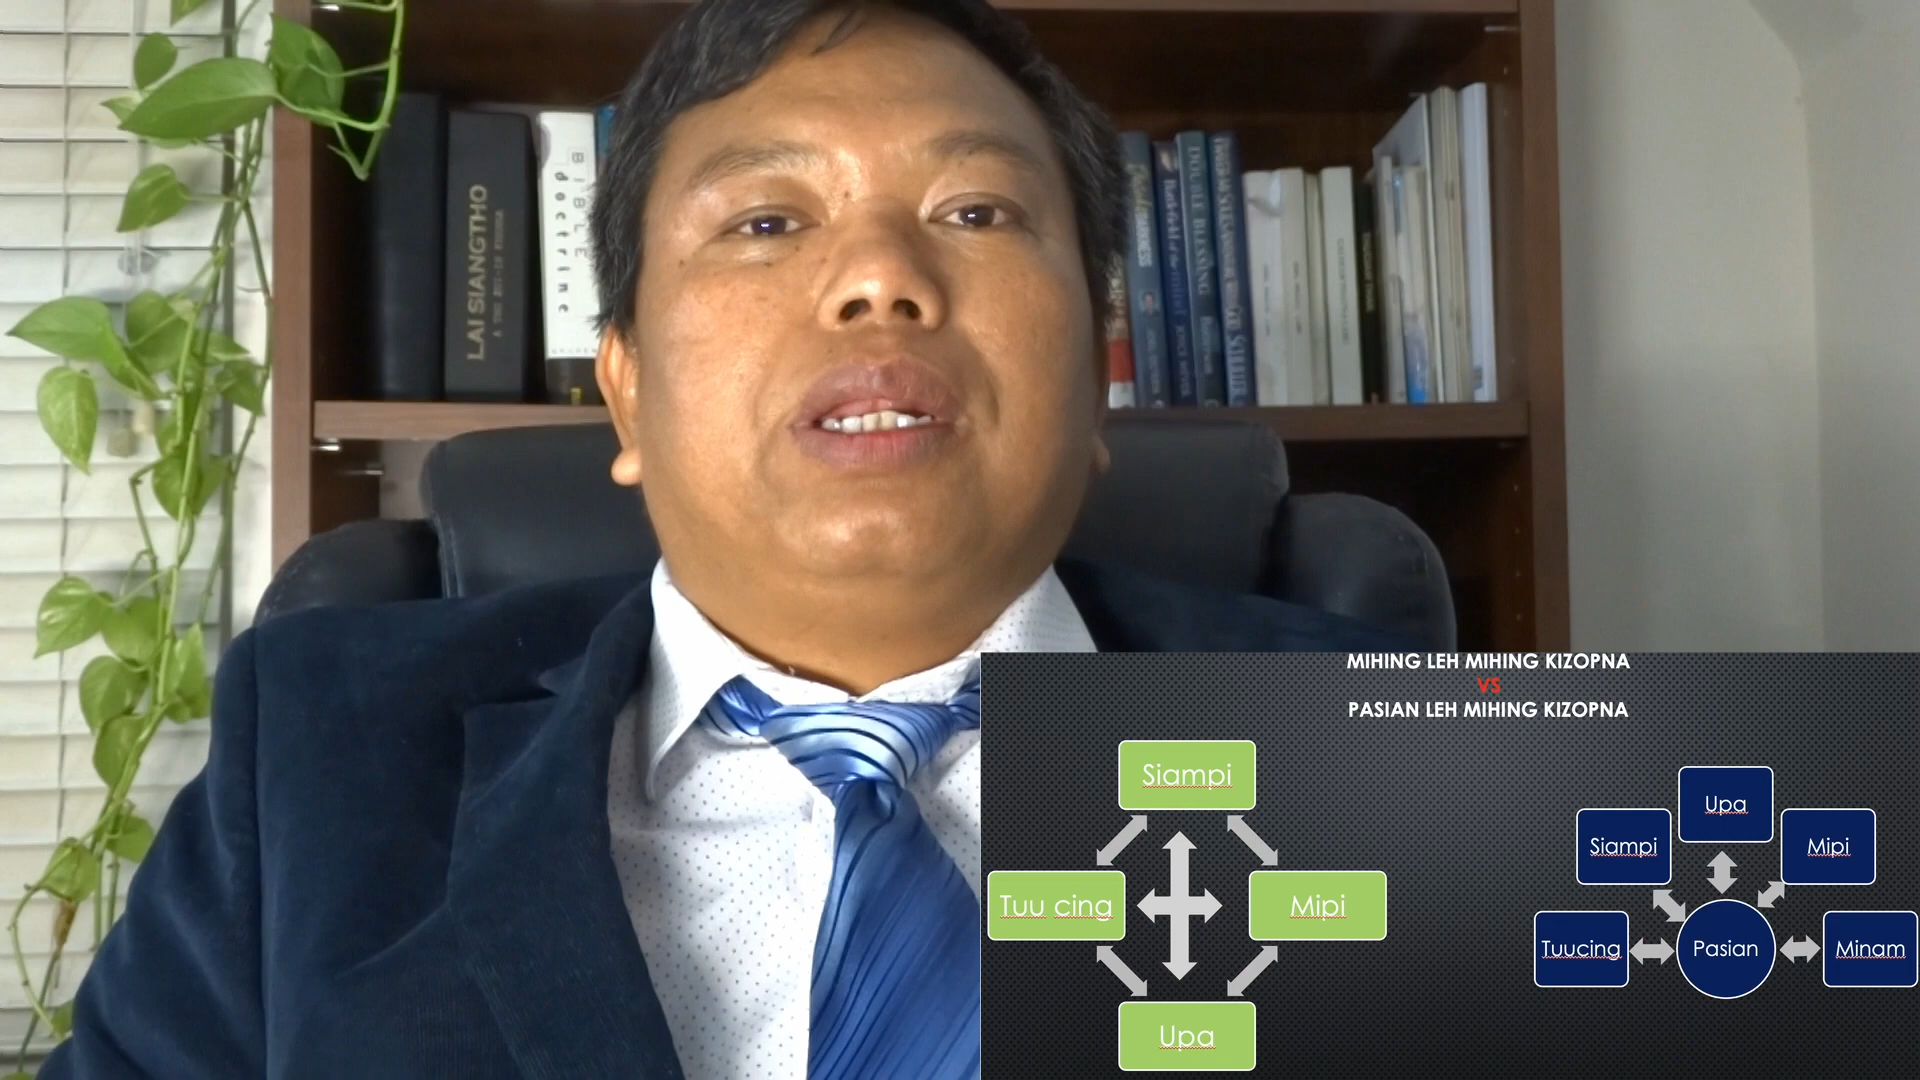 LAI SIANGTHO
BIBLE
doctrine
DOUBLE BLESSING
MIHING LEH MIHING KIZOPNA
VS
PASIAN LEH MIHING KIZOPNA
Siampi
Tuu cing
Mipi
Upa
Upa
Siampi
Mipi
Tuucing
Pasian
Minam